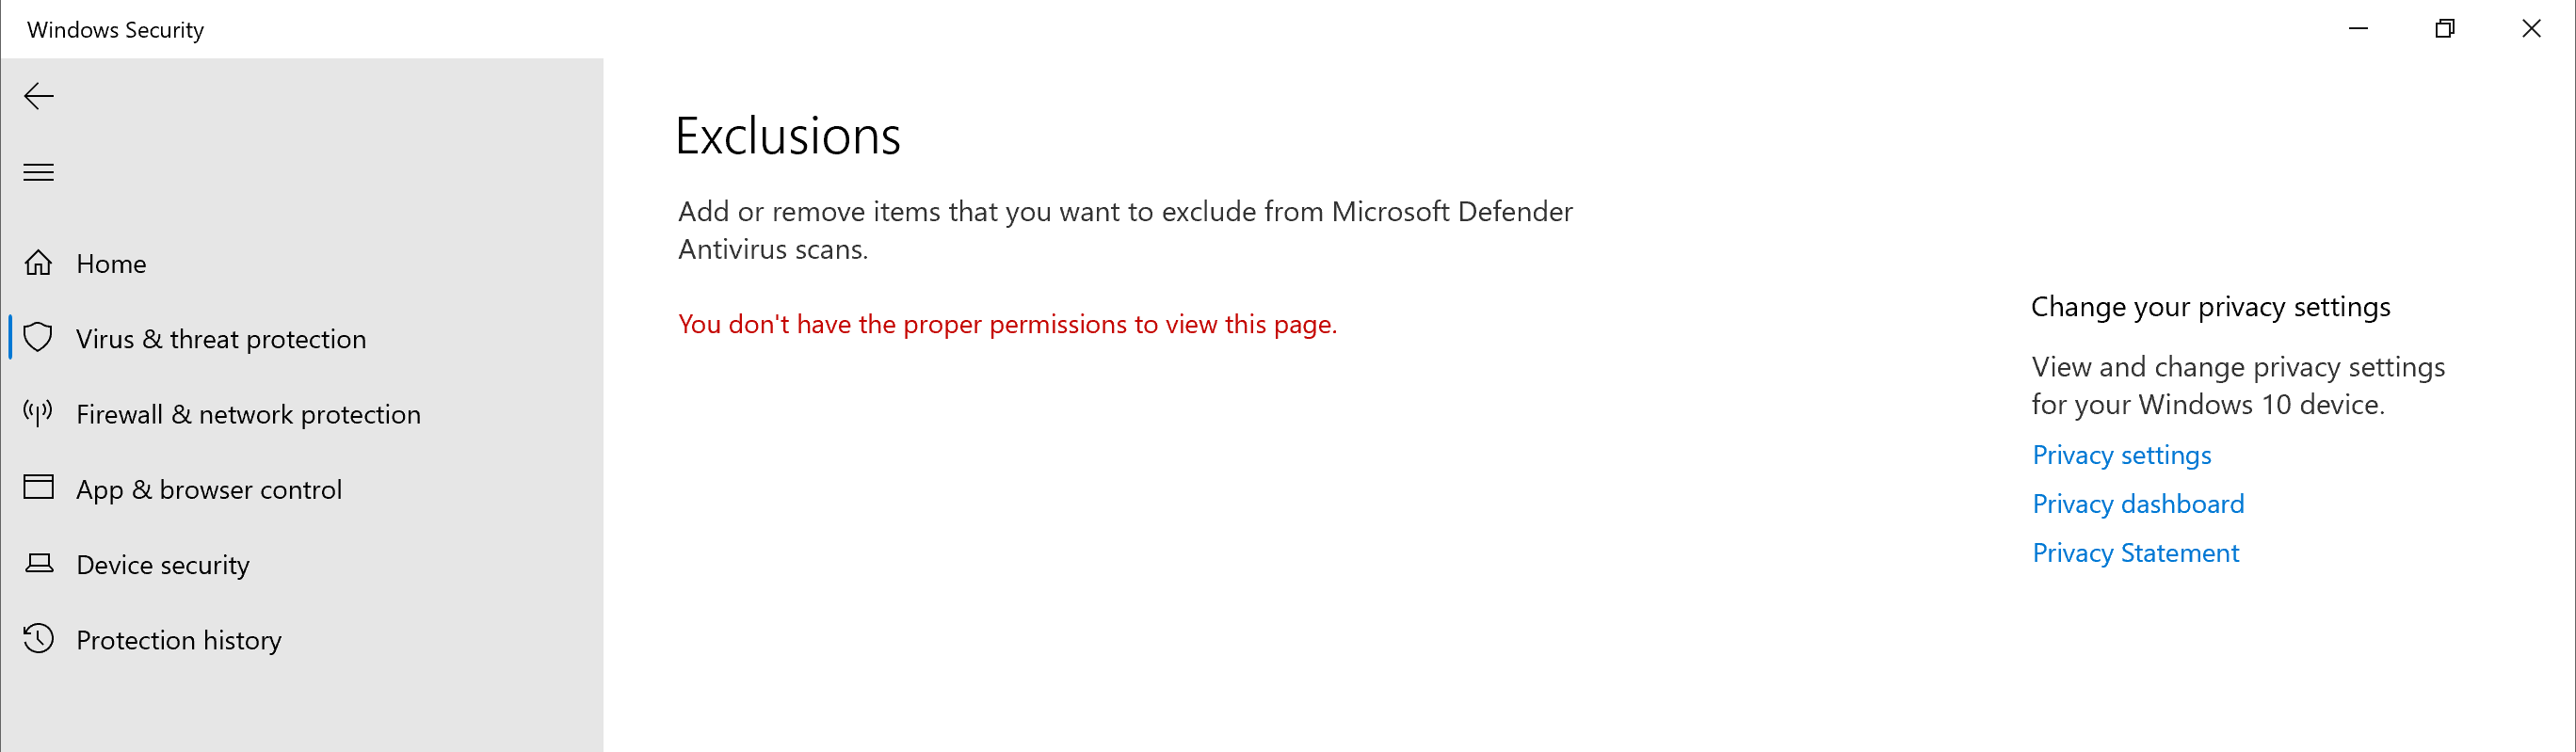 Windows Security
Home
Virus & threat protection
Firewall & network protection
App & browser control
Device security
Protection history
Exclusions
Add or remove items that you want to exclude from Microsoft Defender
Antivirus scans.
You don't have the proper permissions to view this page.
Change your privacy settings
View and change privacy settings
for your Windows 10 device.
Privacy settings
Privacy dashboard
Privacy Statement